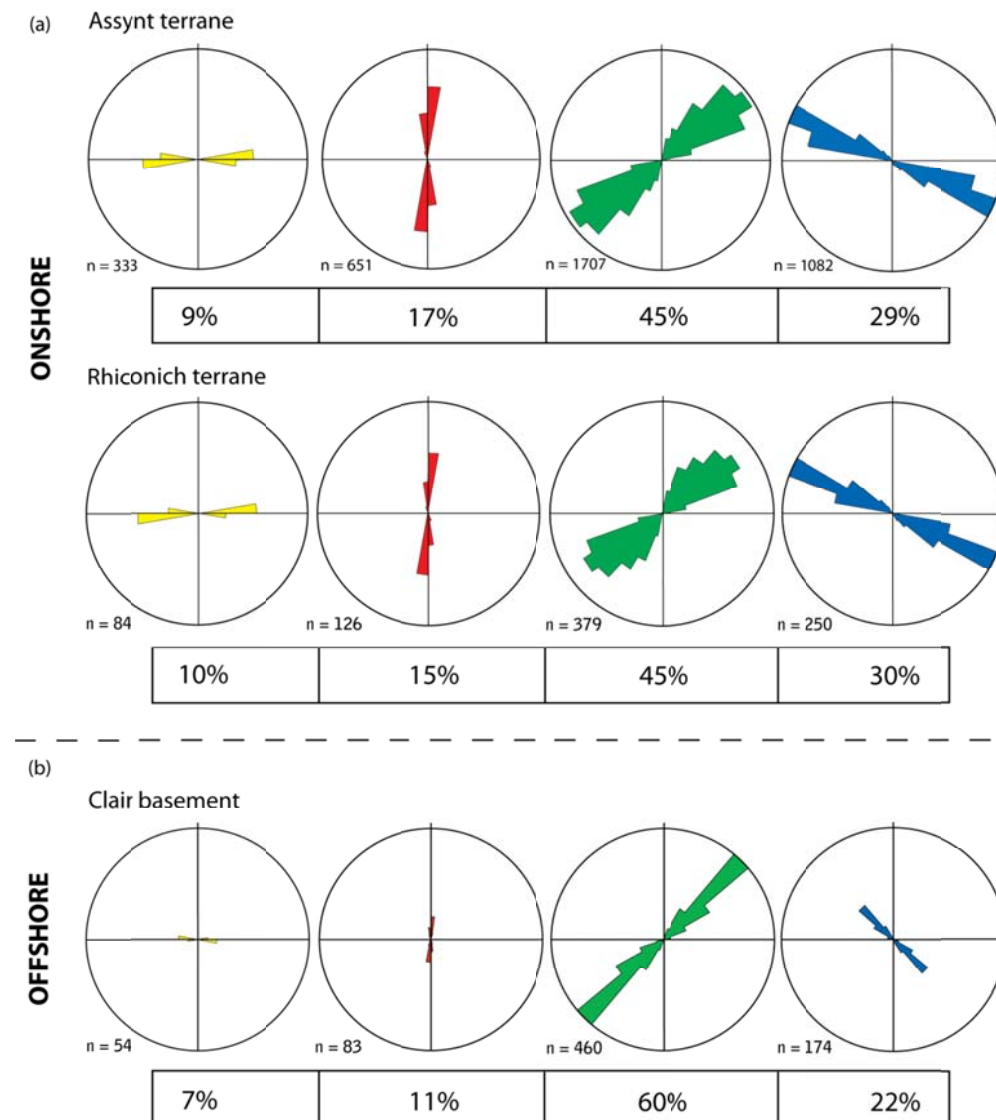 (a)
Assynt terrane
ONSHORE
n = 333
n = 651
n = 1707
n = 1082
9%
17%
45%
29%
Rhiconich terrane
n = 84
n = 126
n = 379
n = 250
10%
15%
45%
30%
(b)
Clair basement
OFFSHORE
n = 54
n = 83
n = 460
n = 174
7%
11%
60%
22%